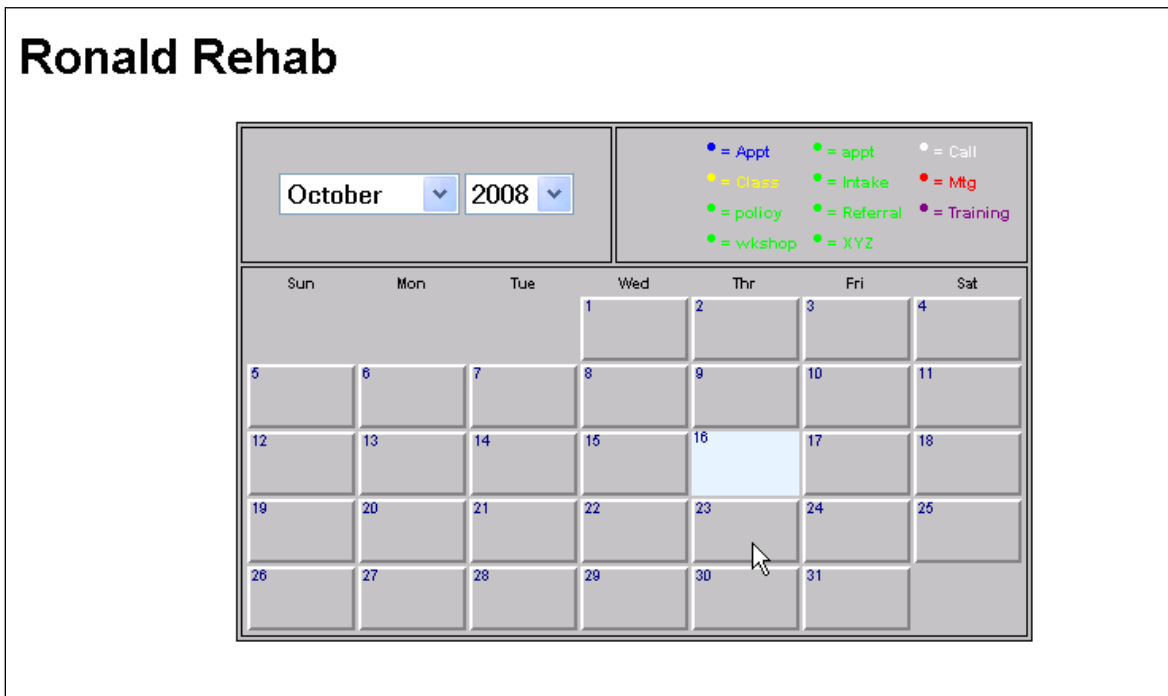 Ronald Rehab
October 2008
= Appt = appt = Call
= Class = Intake = Mtg
= policy = Referral = Training
= wkshop = XYZ
Sun Mon Tue Wed Thr Fri Sat
1 2 3 4
5 6 7 8 9 10 11
12 13 14 15 16 17 18
19 20 21 22 23 24 25
26 27 28 29 30 31